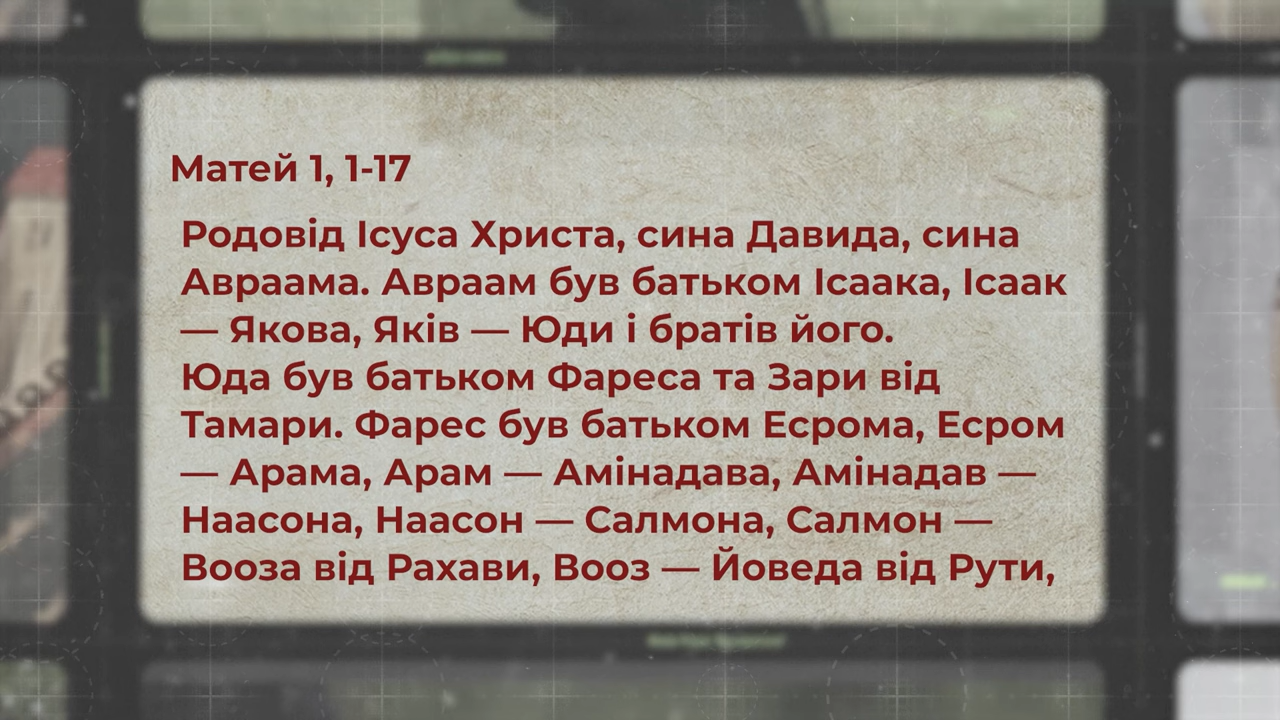 Матей 1, 1-17
Родовід Ісуса Христа, сина Давида, сина
Авраама. Авраам був батьком Ісаака, Ісаак
— Якова, Яків — Юди і братів його.
Юда був батьком Фареса та Зари від
Тамари. Фарес був батьком Есрома, Есром
— Арама, Арам — Амінадава, Амінадав —
Наасона, Наасон — Салмона, Салмон —
Вооза від Рахави, Вооз — Йоведа від Рути,